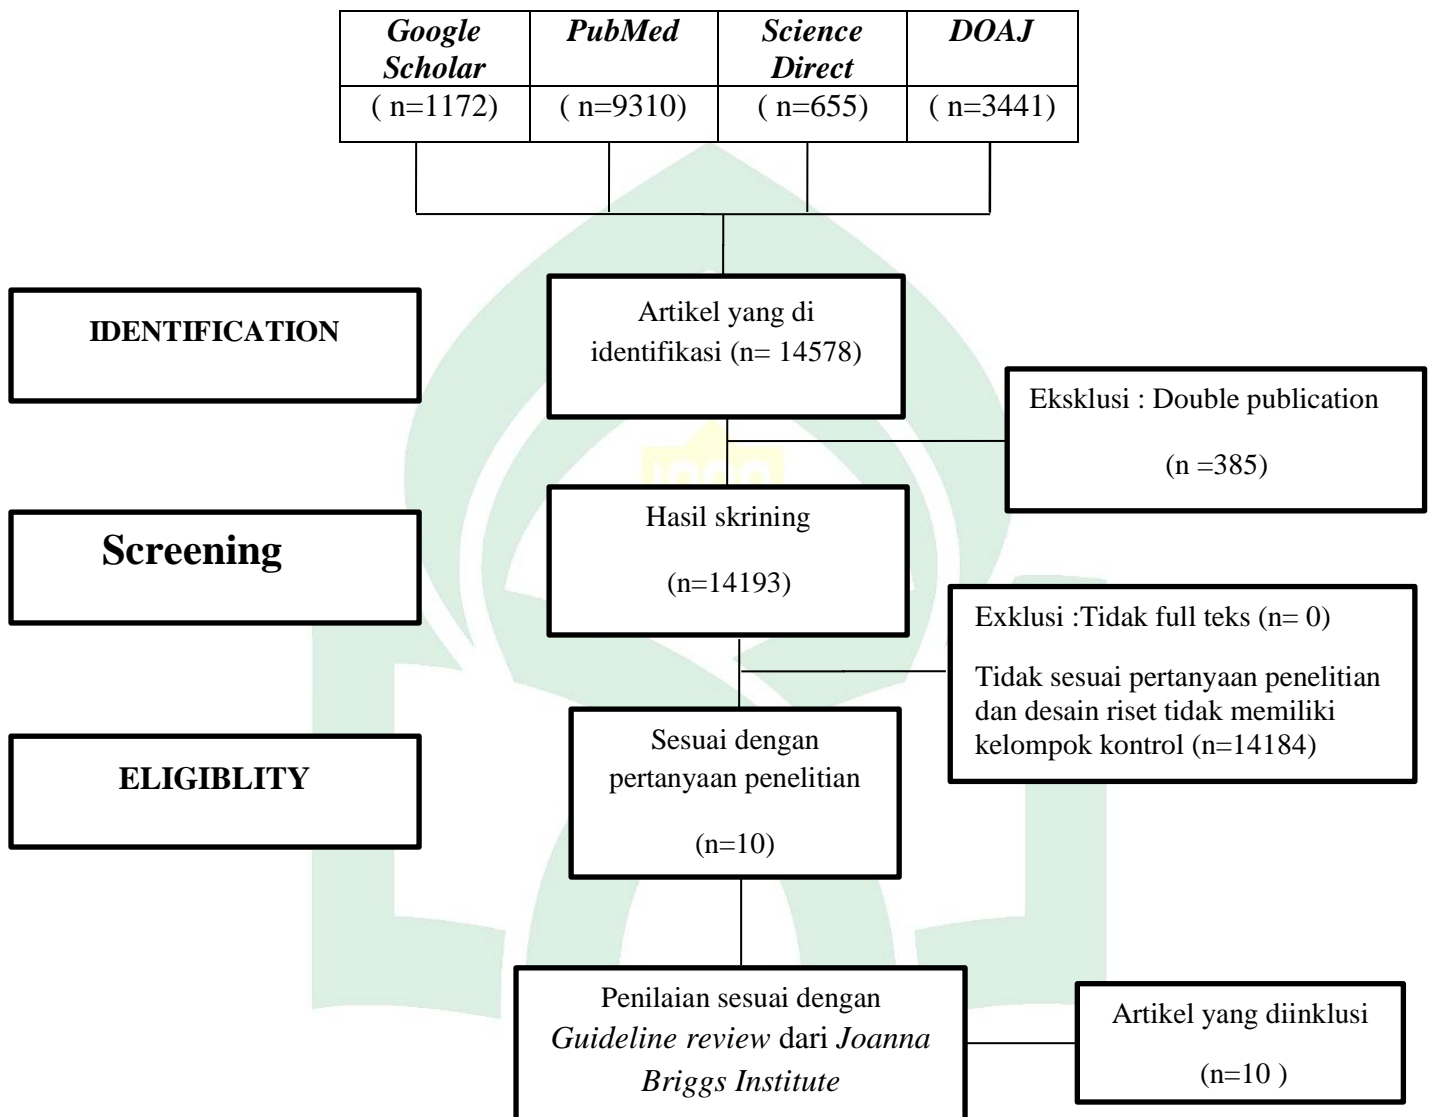 Google Scholar
PubMed
Science Direct
DOAJ
( n=1172)
( n=9310)
( n=655)
( n=3441)
IDENTIFICATION
Artikel yang di
identifikasi (n= 14578)
Eksklusi : Double publication
(n =385)
Screening
Hasil skrining
(n=14193)
Exklusi :Tidak full teks (n= 0)
Tidak sesuai pertanyaan penelitian
dan desain riset tidak memiliki
kelompok kontrol (n=14184)
ELIGIBLITY
Sesuai dengan
pertanyaan penelitian
(n=10)
Penilaian sesuai dengan
Guideline review dari Joanna
Briggs Institute
Artikel yang diinklusi
(n=10 )